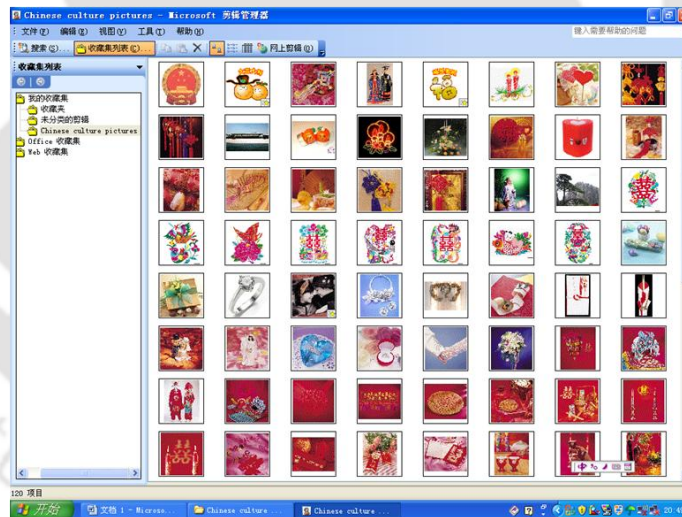 Chinese culture pictures - Microsoft 剪辑管理器
文件(F) 编辑(E) 视图(V) 工具(T) 帮助(H)
键入需要帮助的问题
搜索(S)... 收藏集列表(C)... 网上剪辑(O)
收藏集列表
我的收藏集
收藏夹
未分类的剪辑
Chinese culture pictures
Office 收藏集
Web 收藏集
120 项目
开始 文档 1 - Micros... Chinese culture ... Chinese culture ...